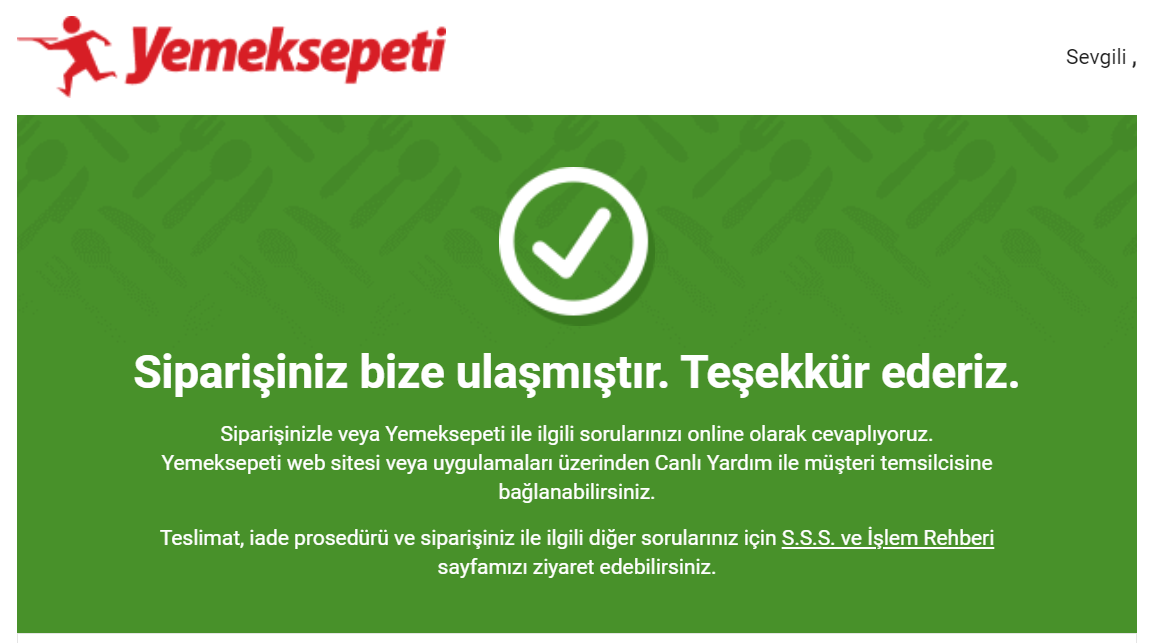 Yemeksepeti
Sevgili ,
Siparişiniz bize ulaşmıştır. Teşekkür ederiz.
Siparişinizle veya Yemeksepeti ile ilgili sorularınızı online olarak cevaplıyoruz.
Yemeksepeti web sitesi veya uygulamaları üzerinden Canlı Yardım ile müşteri temsilcisine
bağlanabilirsiniz.
Teslimat, iade prosedürü ve siparişiniz ile ilgili diğer sorularınız için S.S.S. ve İşlem Rehberi
sayfamızı ziyaret edebilirsiniz.